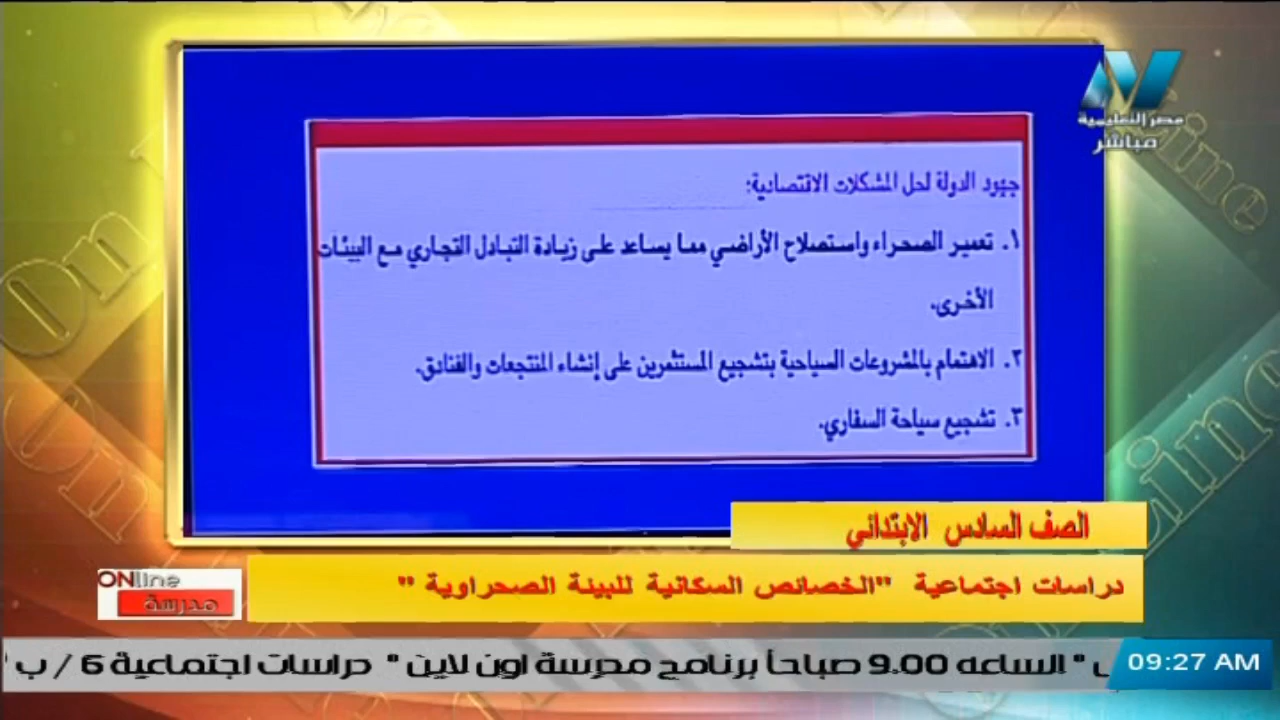 مصر التعليمية
مباشر
جهود الدولة لحل المشكلات الاقتصادية:
١. تعمير الصحراء واستصلاح الأراضي مما يساعد على زيادة التبادل التجاري مع البيئات
الأخرى.
٢. الاهتمام بالمشروعات السياحية بتشجيع المستثمرين على إنشاء المنتجعات والفنادق.
٣. تشجيع سياحة السفاري.
الصف السادس الابتدائي
دراسات اجتماعية "الخصائص السكانية للبيئة الصحراوية "
ONline
مدرسة
" الساعه 9.00 صباحاً برنامج مدرسة اون لاين " دراسات اجتماعية 6 / ب "
09:27 AM